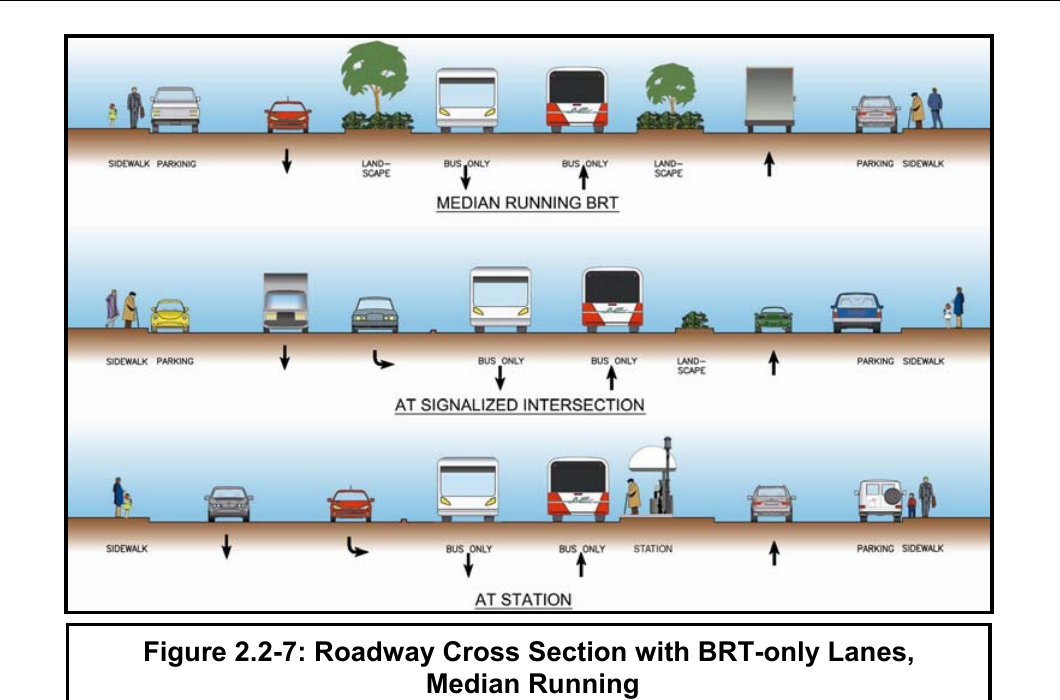 SIDEWALK PARKINIG LAND- BUS ONLY BUS ONLY LAND- PARKING SIDEWALK
SCAPE SCAPE
MEDIAN RUNNING BRT
SIDEWALK PARKING BUS ONLY BUS ONLY LAND- PARKING SIDEWALK
SCAPE
AT SIGNALIZED INTERSECTION
SIDEWALK BUS ONLY BUS ONLY STATION PARKING SIDEWALK
AT STATION
Figure 2.2-7: Roadway Cross Section with BRT-only Lanes,
Median Running